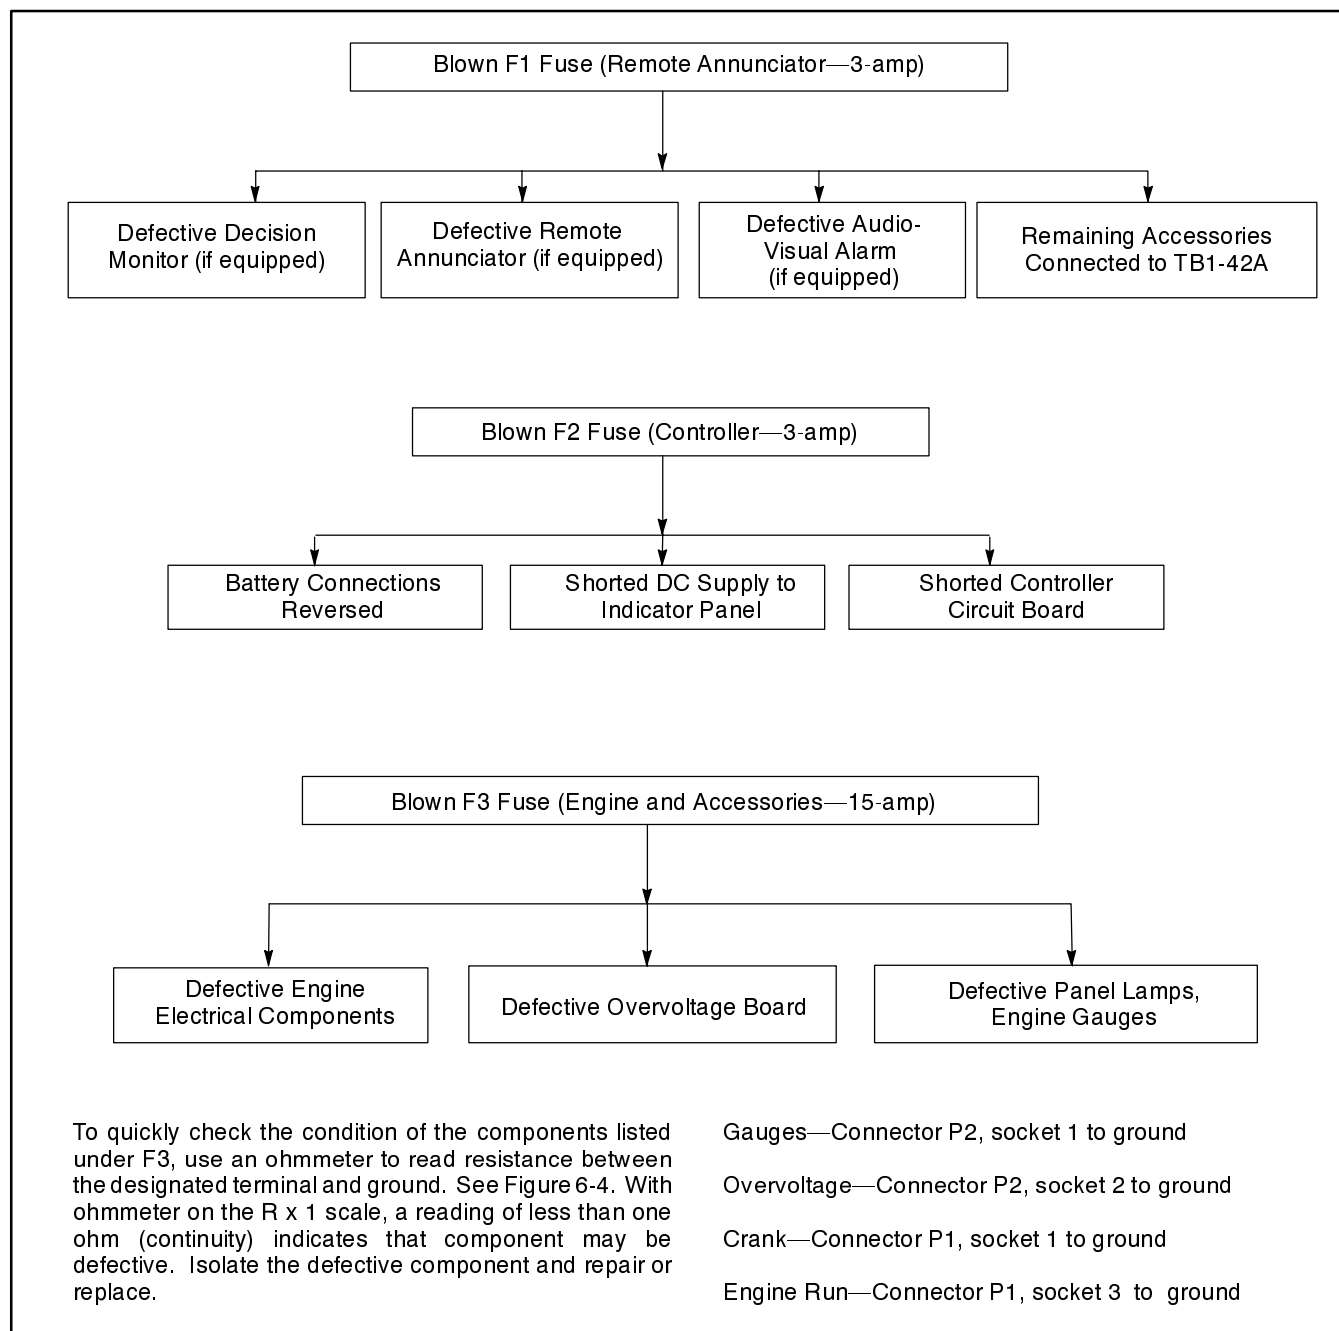 Blown F1 Fuse (Remote Annunciator—3-amp)
Defective Decision
Monitor (if equipped)
Defective Remote
Annunciator (if equipped)
Defective Audio-
Visual Alarm
(if equipped)
Remaining Accessories
Connected to TB1-42A
Blown F2 Fuse (Controller—3-amp)
Battery Connections
Reversed
Shorted DC Supply to
Indicator Panel
Shorted Controller
Circuit Board
Blown F3 Fuse (Engine and Accessories—15-amp)
Defective Engine
Electrical Components
Defective Overvoltage Board
Defective Panel Lamps,
Engine Gauges
To quickly check the condition of the components listed
under F3, use an ohmmeter to read resistance between
the designated terminal and ground. See Figure 6-4. With
ohmmeter on the R x 1 scale, a reading of less than one
ohm (continuity) indicates that component may be
defective. Isolate the defective component and repair or
replace.
Gauges—Connector P2, socket 1 to ground
Overvoltage—Connector P2, socket 2 to ground
Crank—Connector P1, socket 1 to ground
Engine Run—Connector P1, socket 3 to ground